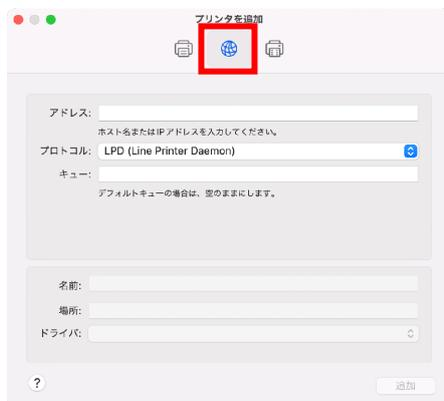 プリンタを追加
アドレス:
ホスト名またはIPアドレスを入力してください。
プロトコル: LPD (Line Printer Daemon)
キュー:
デフォルトキューの場合は、空のままにします。
名前:
場所:
ドライバ:
?
追加